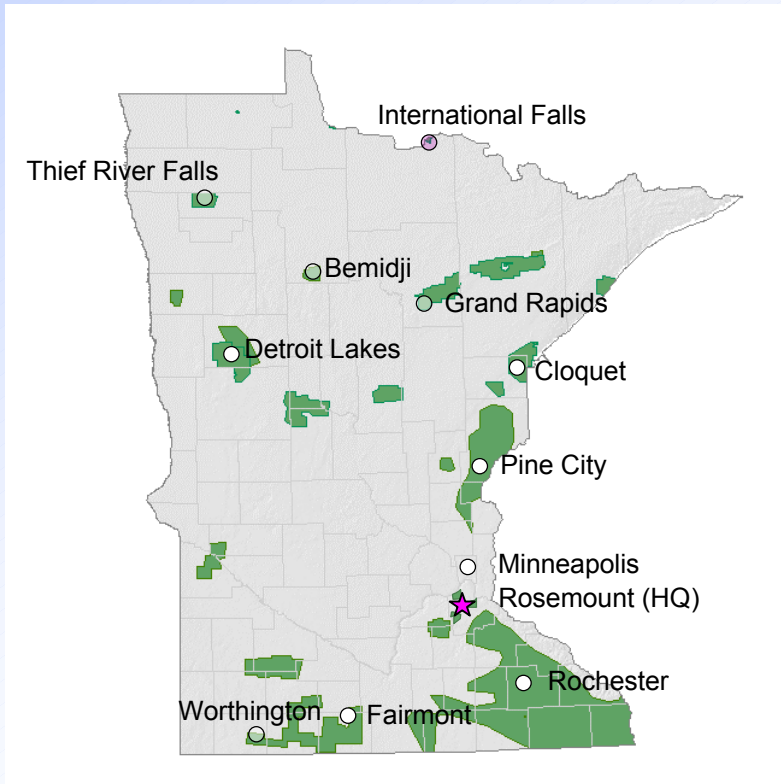 International Falls
Thief River Falls
Bemidji
Grand Rapids
Detroit Lakes
Cloquet
Pine City
Minneapolis
Rosemount (HQ)
Rochester
Worthington
Fairmont